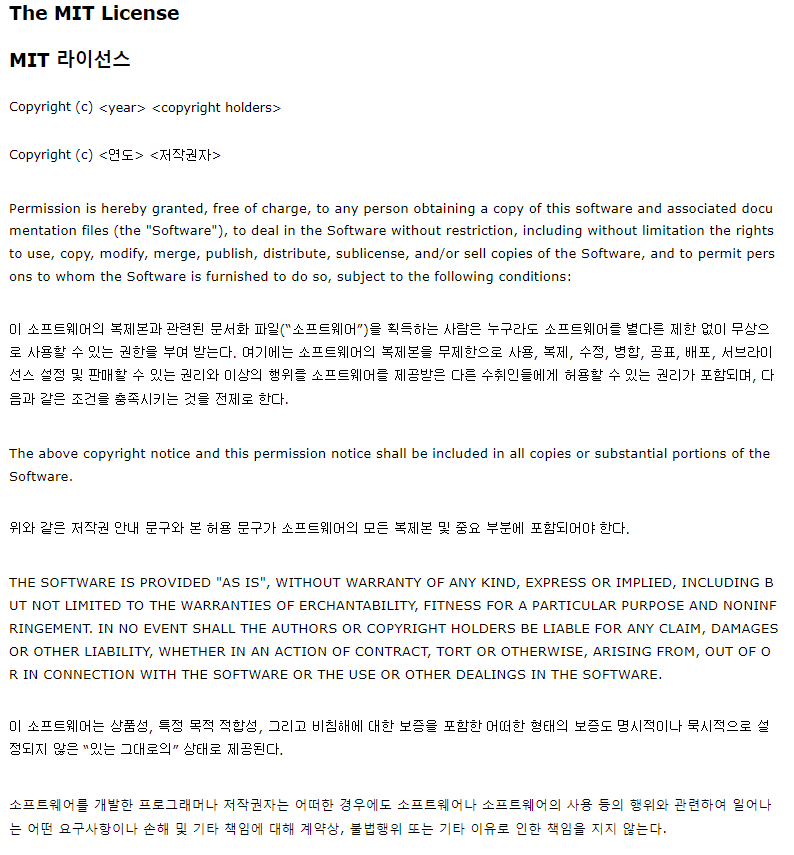 The MIT License
MIT 라이선스
Copyright (c) <year> <copyright holders>
Copyright (c) <연도> <저작권자>
Permission is hereby granted, free of charge, to any person obtaining a copy of this software and associated docu
mentation files (the "Software"), to deal in the Software without restriction, including without limitation the rights
to use, copy, modify, merge, publish, distribute, sublicense, and/or sell copies of the Software, and to permit pers
ons to whom the Software is furnished to do so, subject to the following conditions:
이 소프트웨어의 복제본과 관련된 문서화 파일(“소프트웨어”)을 획득하는 사람은 누구라도 소프트웨어를 별다른 제한 없이 무상으
로 사용할 수 있는 권한을 부여 받는다. 여기에는 소프트웨어의 복제본을 무제한으로 사용, 복제, 수정, 병합, 공표, 배포, 서브라이
선스 설정 및 판매할 수 있는 권리와 이상의 행위를 소프트웨어를 제공받은 다른 수취인들에게 허용할 수 있는 권리가 포함되며, 다
음과 같은 조건을 충족시키는 것을 전제로 한다.
The above copyright notice and this permission notice shall be included in all copies or substantial portions of the
Software.
위와 같은 저작권 안내 문구와 본 허용 문구가 소프트웨어의 모든 복제본 및 중요 부분에 포함되어야 한다.
THE SOFTWARE IS PROVIDED "AS IS", WITHOUT WARRANTY OF ANY KIND, EXPRESS OR IMPLIED, INCLUDING B
UT NOT LIMITED TO THE WARRANTIES OF ERCHANTABILITY, FITNESS FOR A PARTICULAR PURPOSE AND NONINF
RINGEMENT. IN NO EVENT SHALL THE AUTHORS OR COPYRIGHT HOLDERS BE LIABLE FOR ANY CLAIM, DAMAGES
OR OTHER LIABILITY, WHETHER IN AN ACTION OF CONTRACT, TORT OR OTHERWISE, ARISING FROM, OUT OF O
R IN CONNECTION WITH THE SOFTWARE OR THE USE OR OTHER DEALINGS IN THE SOFTWARE.
이 소프트웨어는 상품성, 특정 목적 적합성, 그리고 비침해에 대한 보증을 포함한 어떠한 형태의 보증도 명시적이나 묵시적으로 설
정되지 않은 “있는 그대로의” 상태로 제공된다.
소프트웨어를 개발한 프로그래머나 저작권자는 어떠한 경우에도 소프트웨어나 소프트웨어의 사용 등의 행위와 관련하여 일어나
는 어떤 요구사항이나 손해 및 기타 책임에 대해 계약상, 불법행위 또는 기타 이유로 인한 책임을 지지 않는다.